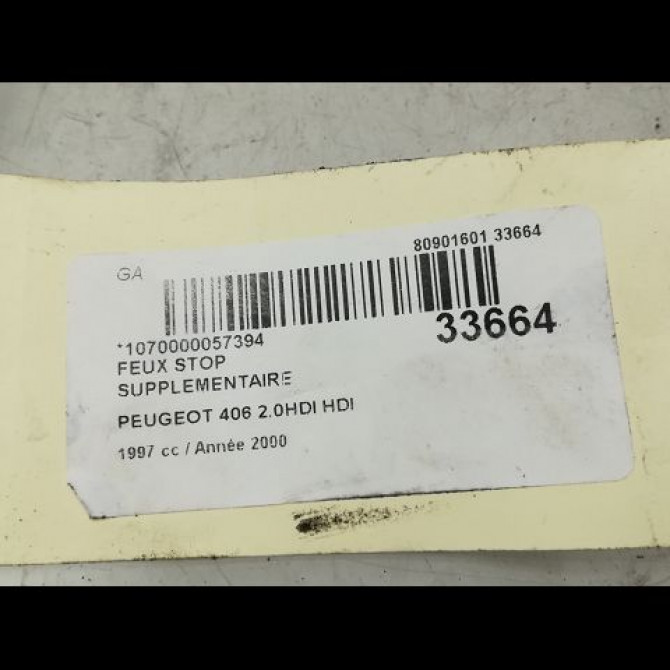 GA
80901601 33664
33664
*1070000057394
FEUX STOP
SUPPLEMENTAIRE
PEUGEOT 406 2.0HDI HDI
1997 cc / Année 2000